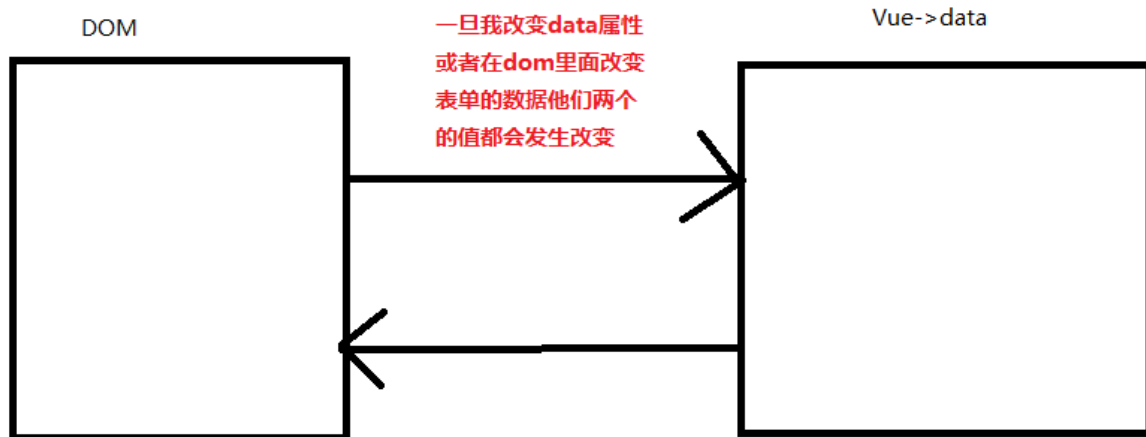 DOM
一旦我改变data属性
或者在dom里面改变
表单的数据他们两个
的值都会发生改变
Vue->data